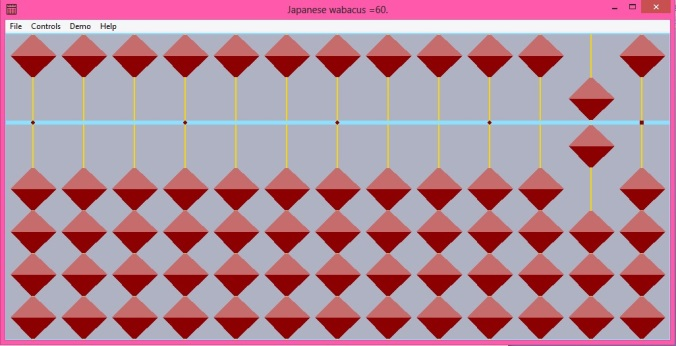 Japanese wabacus =60.
File Controls Demo Help